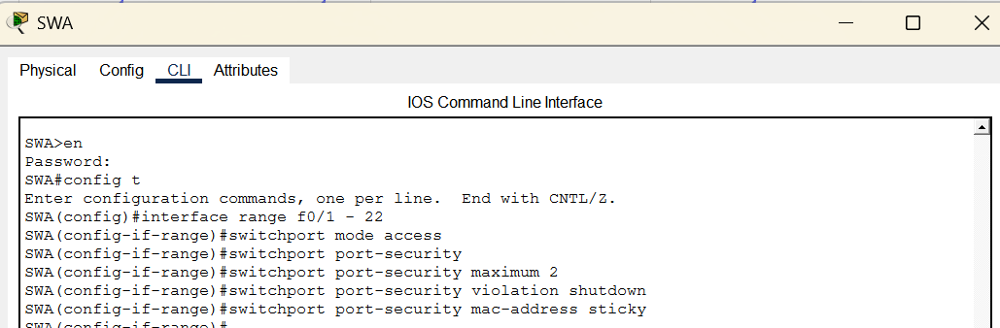 SWA
Physical Config CLI Attributes
IOS Command Line Interface
SWA>en
Password:
SWA#config t
Enter configuration commands, one per line.  End with CNTL/Z.
SWA(config)#interface range f0/1 - 22
SWA(config-if-range)#switchport mode access
SWA(config-if-range)#switchport port-security
SWA(config-if-range)#switchport port-security maximum 2
SWA(config-if-range)#switchport port-security violation shutdown
SWA(config-if-range)#switchport port-security mac-address sticky
SWA(config-if-range)#